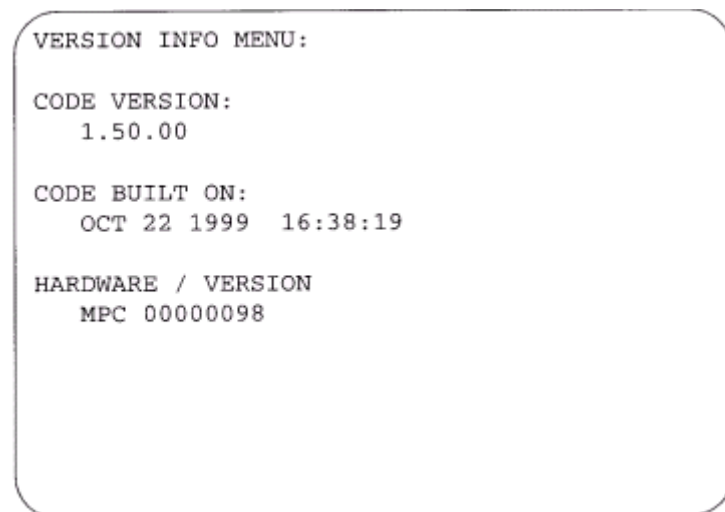 VERSION INFO MENU:
CODE VERSION:
1.50.00
CODE BUILT ON:
OCT 22 1999 16:38:19
HARDWARE / VERSION
MPC 00000098